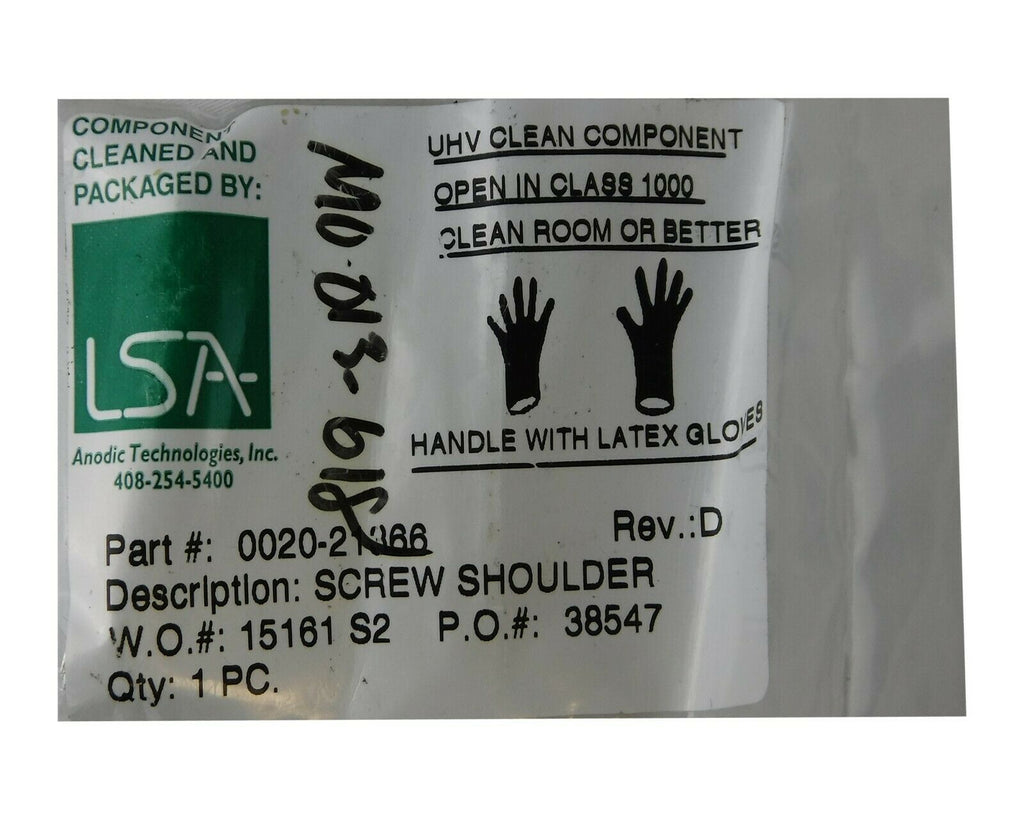 COMPONENT
CLEANED AND
PACKAGED BY:
LSA
Anodic Technologies, Inc.
408-254-5400
UHV CLEAN COMPONENT
OPEN IN CLASS 1000
CLEAN ROOM OR BETTER
HANDLE WITH LATEX GLOVES
Part #: 0020-21366
Rev.:D
Description: SCREW SHOULDER
W.O.#: 15161 S2 P.O.#: 38547
Qty: 1 PC.